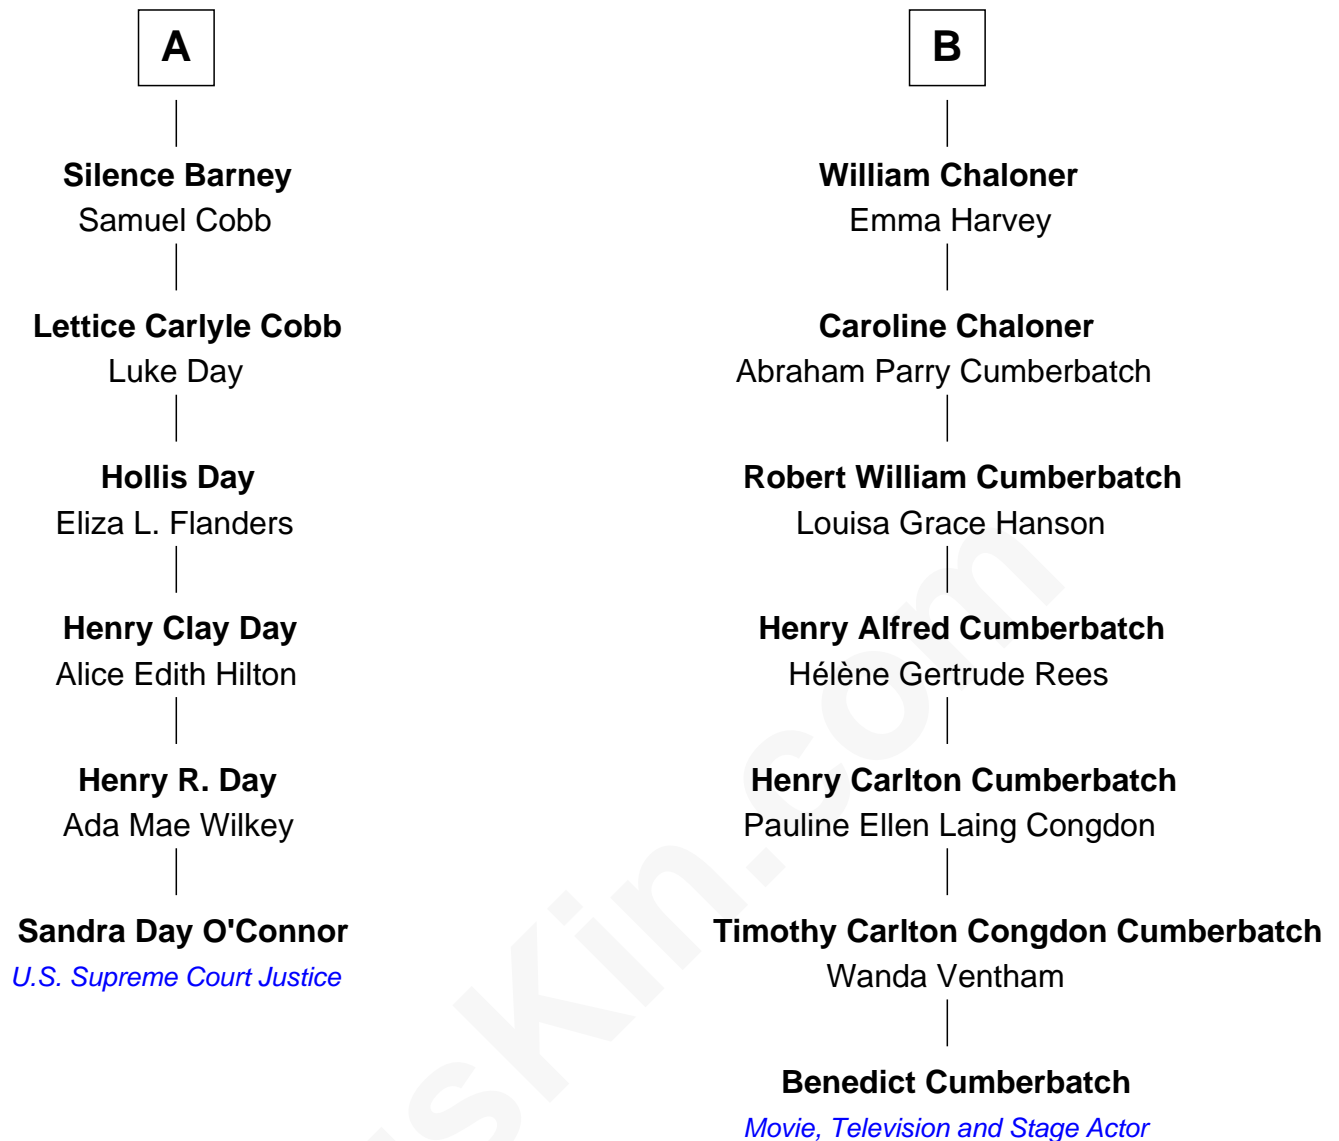 A
Silence Barney
Samuel Cobb
Lettice Carlyle Cobb
Luke Day
Hollis Day
Eliza L. Flanders
Henry Clay Day
Alice Edith Hilton
Henry R. Day
Ada Mae Wilkey
Sandra Day O'Connor
U.S. Supreme Court Justice
B
William Chaloner
Emma Harvey
Caroline Chaloner
Abraham Parry Cumberbatch
Robert William Cumberbatch
Louisa Grace Hanson
Henry Alfred Cumberbatch
Hélène Gertrude Rees
Henry Carlton Cumberbatch
Pauline Ellen Laing Congdon
Timothy Carlton Congdon Cumberbatch
Wanda Ventham
Benedict Cumberbatch
Movie, Television and Stage Actor
sKin.com